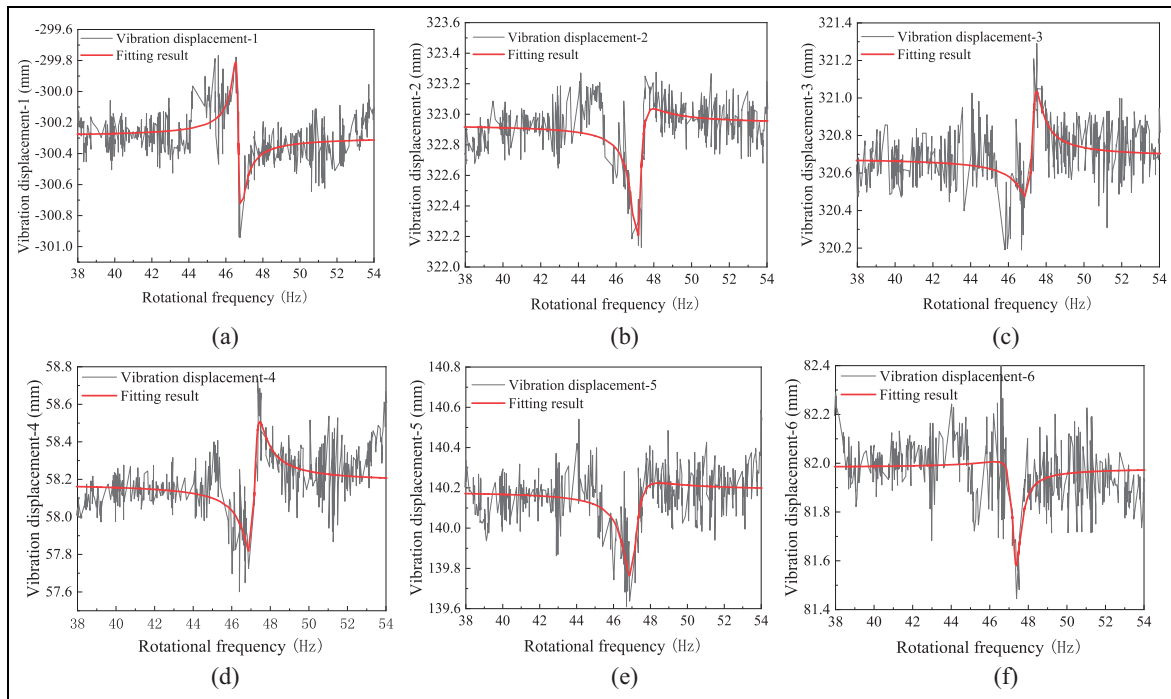 -299.6
-299.8
-300.0
-300.2
-300.4
-300.6
-300.8
-301.0
Vibration displacement-1 (mm)
Vibration displacement-1
Fitting result
38 40 42 44 46 48 50 52 54
Rotational frequency (Hz)
(a)
323.6
323.4
323.2
323.0
322.8
322.6
322.4
322.2
322.0
Vibration displacement-2 (mm)
Vibration displacement-2
Fitting result
38 40 42 44 46 48 50 52 54
Rotational frequency (Hz)
(b)
321.4
321.2
321.0
320.8
320.6
320.4
320.2
Vibration displacement-3 (mm)
Vibration displacement-3
Fitting result
38 40 42 44 46 48 50 52 54
Rotational frequency (Hz)
(c)
58.8
58.6
58.4
58.2
58.0
57.8
57.6
Vibration displacement-4 (mm)
Vibration displacement-4
Fitting result
38 40 42 44 46 48 50 52 54
Rotational frequency (Hz)
(d)
140.8
140.6
140.4
140.2
140.0
139.8
139.6
Vibration displacement-5 (mm)
Vibration displacement-5
Fitting result
38 40 42 44 46 48 50 52 54
Rotational frequency (Hz)
(e)
82.4
82.2
82.0
81.8
81.6
81.4
Vibration displacement-6 (mm)
Vibration displacement-6
Fitting result
38 40 42 44 46 48 50 52 54
Rotational frequency (Hz)
(f)